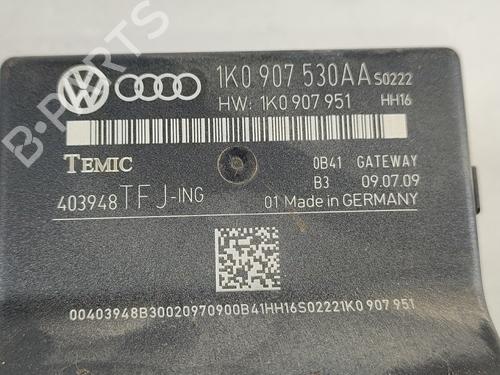 1K0 907 530AA S0222
HW: 1K0 907 951 HH16
TEMIC
0B41 GATEWAY
403948 TFJ-ING
B3 09.07.09
01 Made in GERMANY
00403948B30020970900B41HH16S02221K0 907 951
B-PARTS